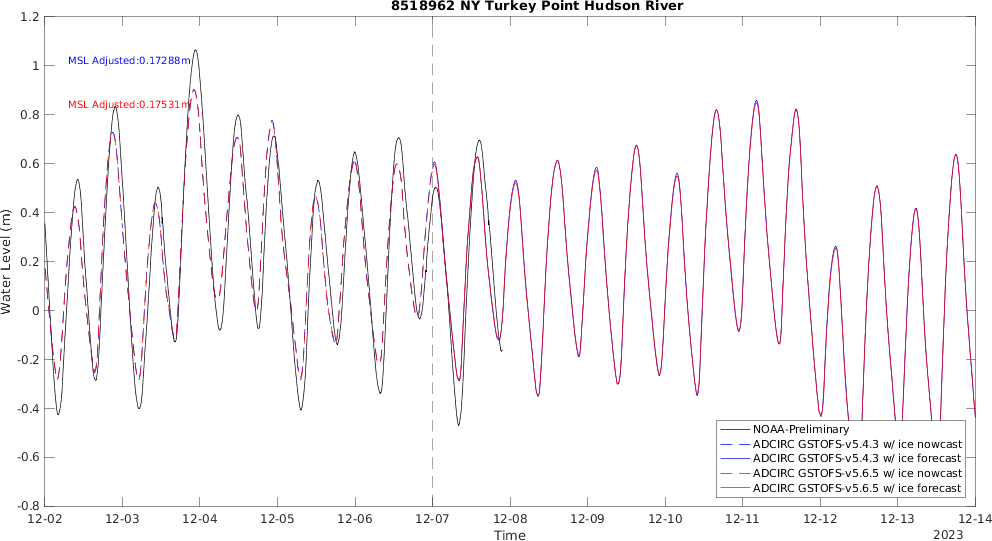 8518962 NY Turkey Point Hudson River
1.2
1
0.8
0.6
0.4
0.2
0
-0.2
-0.4
-0.6
-0.8
Water Level (m)
MSL Adjusted:0.17288m
MSL Adjusted:0.17531m
NOAA-Preliminary
ADCIRC GSTOFS-v5.4.3 w/ ice nowcast
ADCIRC GSTOFS-v5.4.3 w/ ice forecast
ADCIRC GSTOFS-v5.6.5 w/ ice nowcast
ADCIRC GSTOFS-v5.6.5 w/ ice forecast
12-02 12-03 12-04 12-05 12-06 12-07 12-08 12-09 12-10 12-11 12-12 12-13 12-14
Time
2023